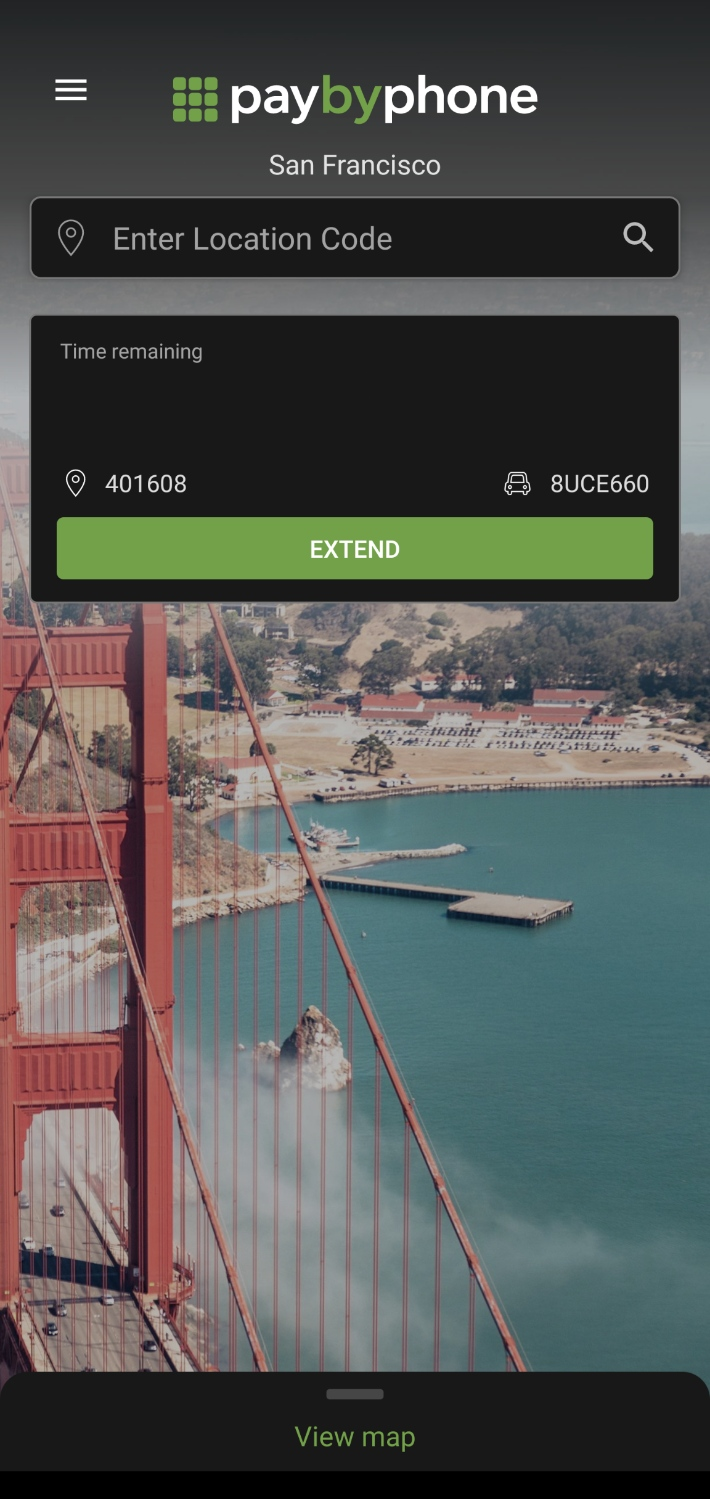 paybyphone
San Francisco
Enter Location Code
Time remaining
401608 8UCE660
EXTEND
View map